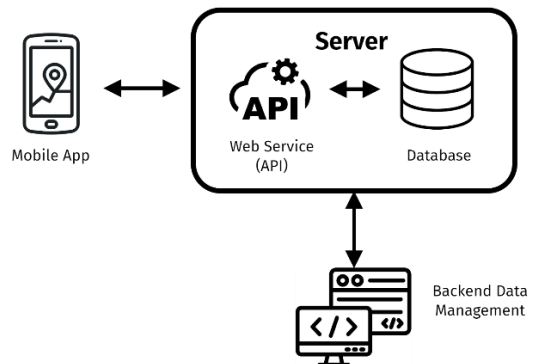 Server
API
Mobile App
Web Service
(API)
Database
Backend Data
Management